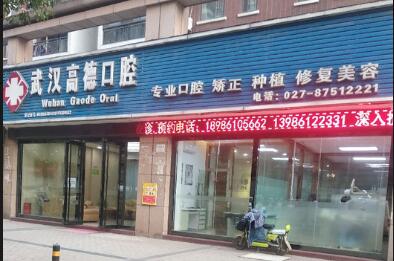 武汉高德口腔
Wuhan Gaode Oral
专业口腔 矫正 种植 修复美容
电话：027-87512221
诊、预约电话：18986105662 13986122331 深入